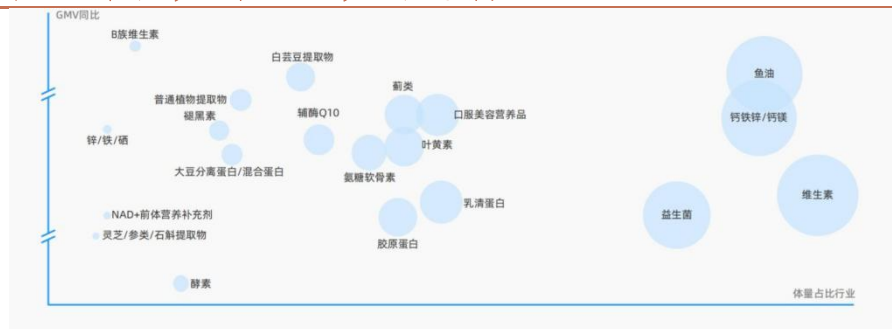 GMV同比
B族维生素
白芸豆提取物
鱼油
蓟类
普通植物提取物
辅酶Q10
口服美容营养品
褪黑素
钙铁锌/钙镁
锌/铁/硒
叶黄素
大豆分离蛋白/混合蛋白
氨糖软骨素
维生素
乳清蛋白
NAD+前体营养补充剂
益生菌
灵芝/参类/石斛提取物
胶原蛋白
酵素
体量占比行业